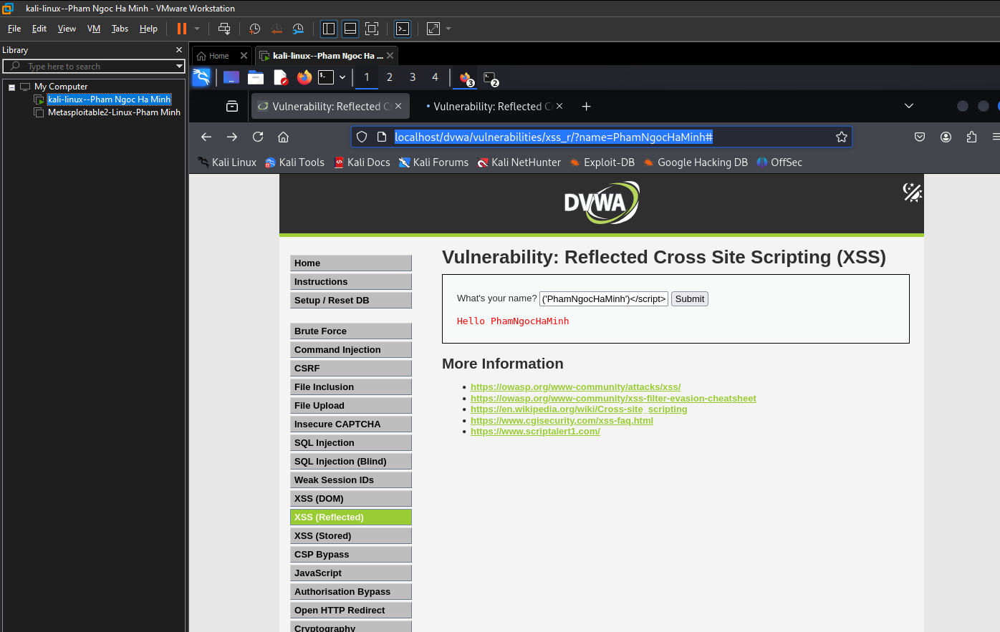 kali-linux--Pham Ngoc Ha Minh - VMware Workstation
File Edit View VM Tabs Help
Library
Type here to search
My Computer
kali-linux--Pham Ngoc Ha Minh
Metasploitable2-Linux-Pham Minh
Home
kali-linux--Pham Ngoc Ha ...
1 2 3 4 3 2
Vulnerability: Reflected C
Vulnerability: Reflected C
localhost/dvwa/vulnerabilities/xss_r/?name=PhamNgocHaMinh#
Kali Linux Kali Tools Kali Docs Kali Forums Kali NetHunter Exploit-DB Google Hacking DB OffSec
DVWA
Home
Instructions
Setup / Reset DB
Brute Force
Command Injection
CSRF
File Inclusion
File Upload
Insecure CAPTCHA
SQL Injection
SQL Injection (Blind)
Weak Session IDs
XSS (DOM)
XSS (Reflected)
XSS (Stored)
CSP Bypass
JavaScript
Authorisation Bypass
Open HTTP Redirect
Cryptography
Vulnerability: Reflected Cross Site Scripting (XSS)
What's your name? ('PhamNgocHaMinh')</script> Submit
Hello PhamNgocHaMinh
More Information
https://owasp.org/www-community/attacks/xss/
https://owasp.org/www-community/xss-filter-evasion-cheatsheet
https://en.wikipedia.org/wiki/Cross-site_scripting
https://www.cgisecurity.com/xss-faq.html
https://www.scriptalert1.com/